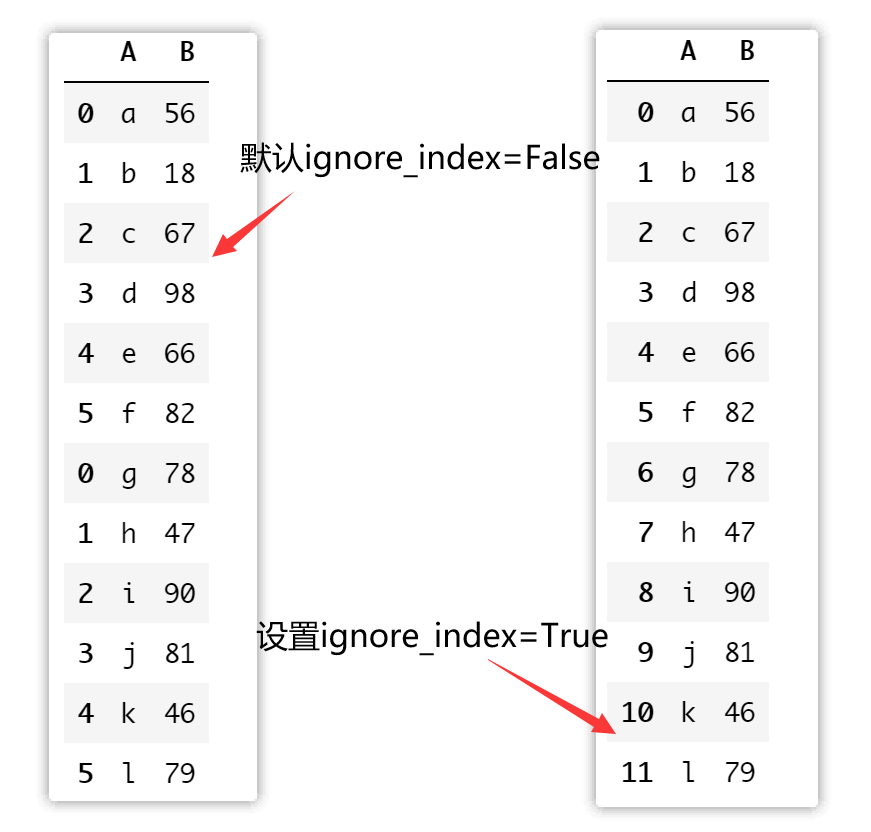 A B
0 a 56
1 b 18
2 c 67
3 d 98
4 e 66
5 f 82
0 g 78
1 h 47
2 i 90
3 j 81
4 k 46
5 l 79
默认ignore_index=False
设置ignore_index=True
A B
0 a 56
1 b 18
2 c 67
3 d 98
4 e 66
5 f 82
6 g 78
7 h 47
8 i 90
9 j 81
10 k 46
11 l 79